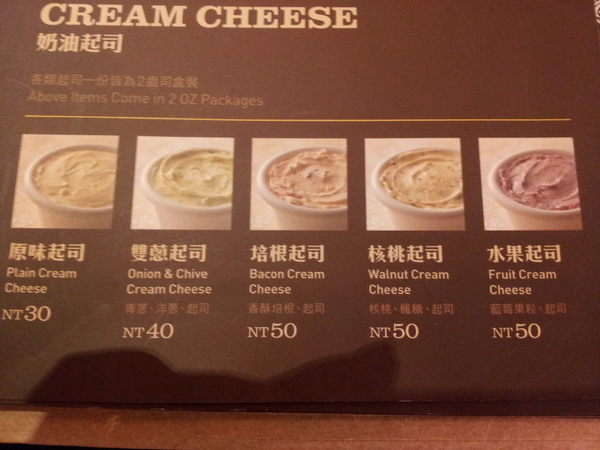 CREAM CHEESE
奶油起司
各類起司一份皆為2盎司盒裝
Above Items Come in 2 OZ Packages
原味起司
Plain Cream
Cheese
NT30
雙蔥起司
Onion & Chive
Cream Cheese
青蔥、洋蔥、起司
NT40
培根起司
Bacon Cream
Cheese
香酥培根、起司
NT50
核桃起司
Walnut Cream
Cheese
核桃、楓糖、起司
NT50
水果起司
Fruit Cream
Cheese
藍莓果粒、起司
NT50